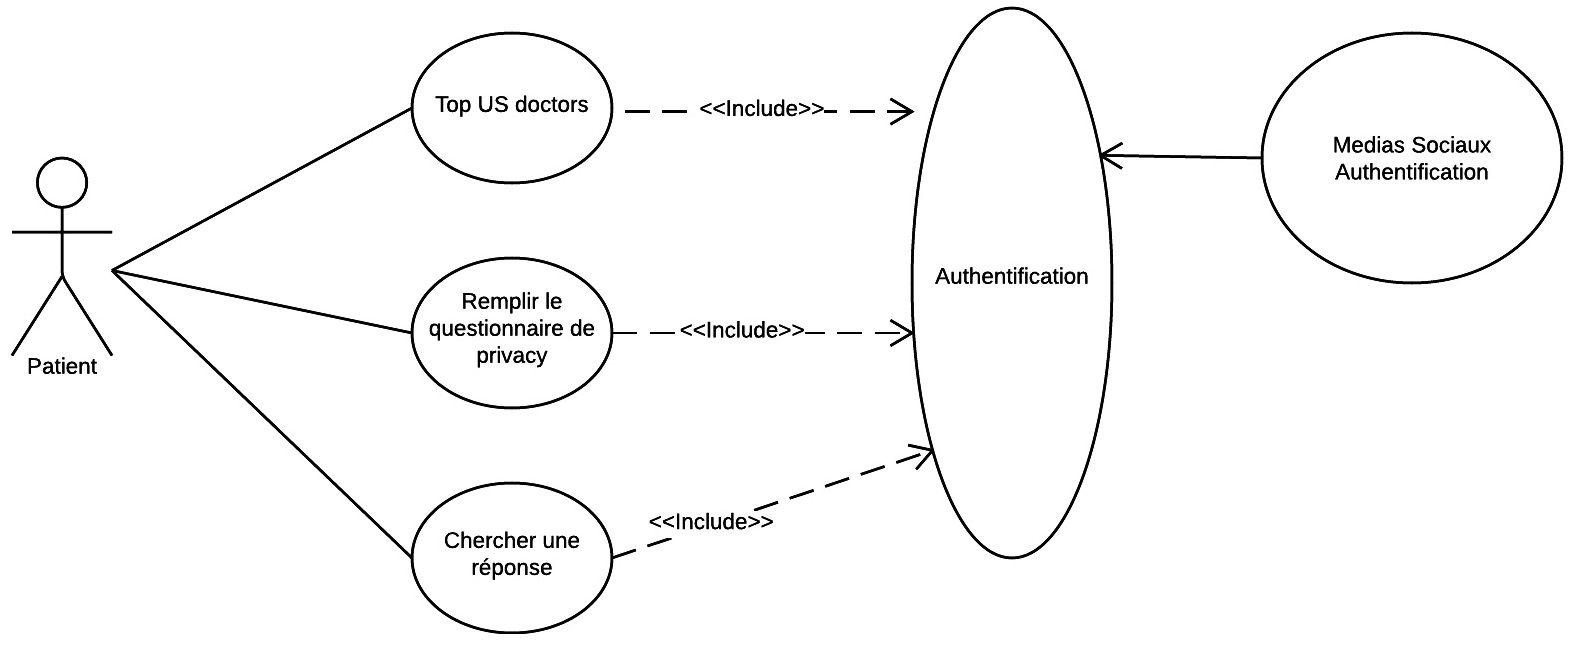 Top US doctors
<<Include>>
Medias Sociaux
Authentification
Authentification
Remplir le
questionnaire de
privacy
<<Include>>
Patient
<<Include>>
Chercher une
réponse